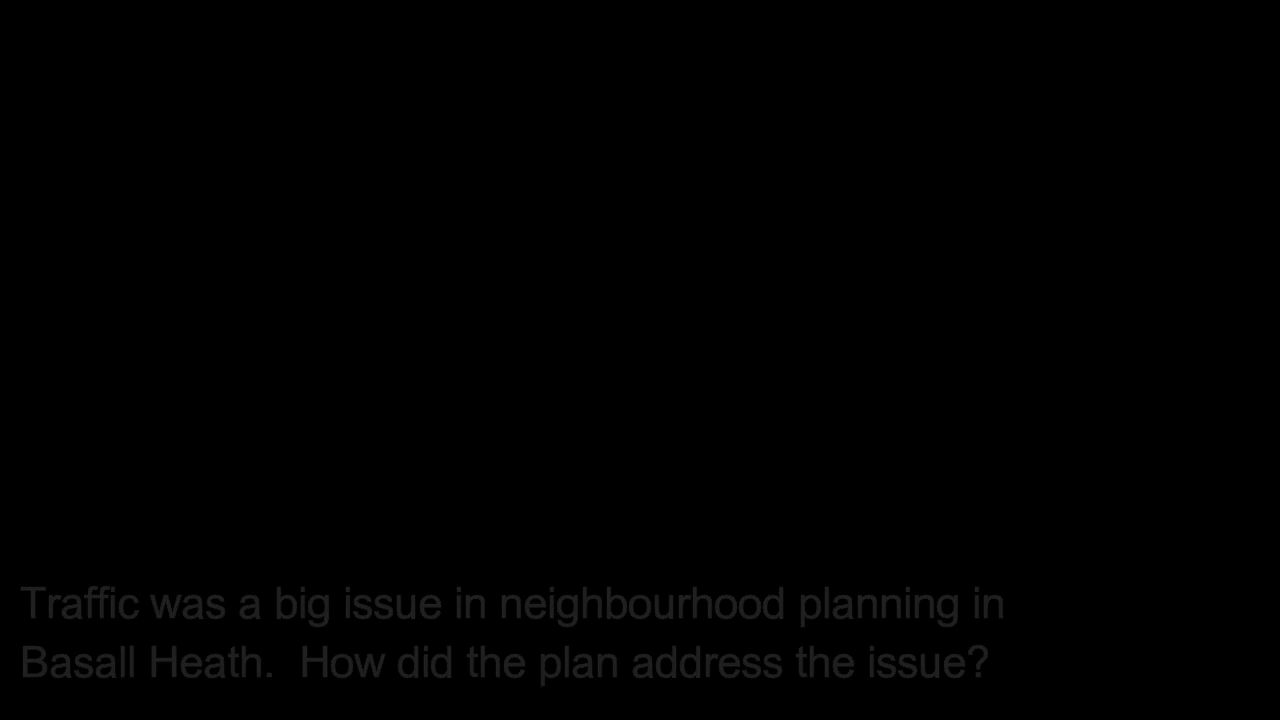 Traffic was a big issue in neighbourhood planning in
Basall Heath.  How did the plan address the issue?